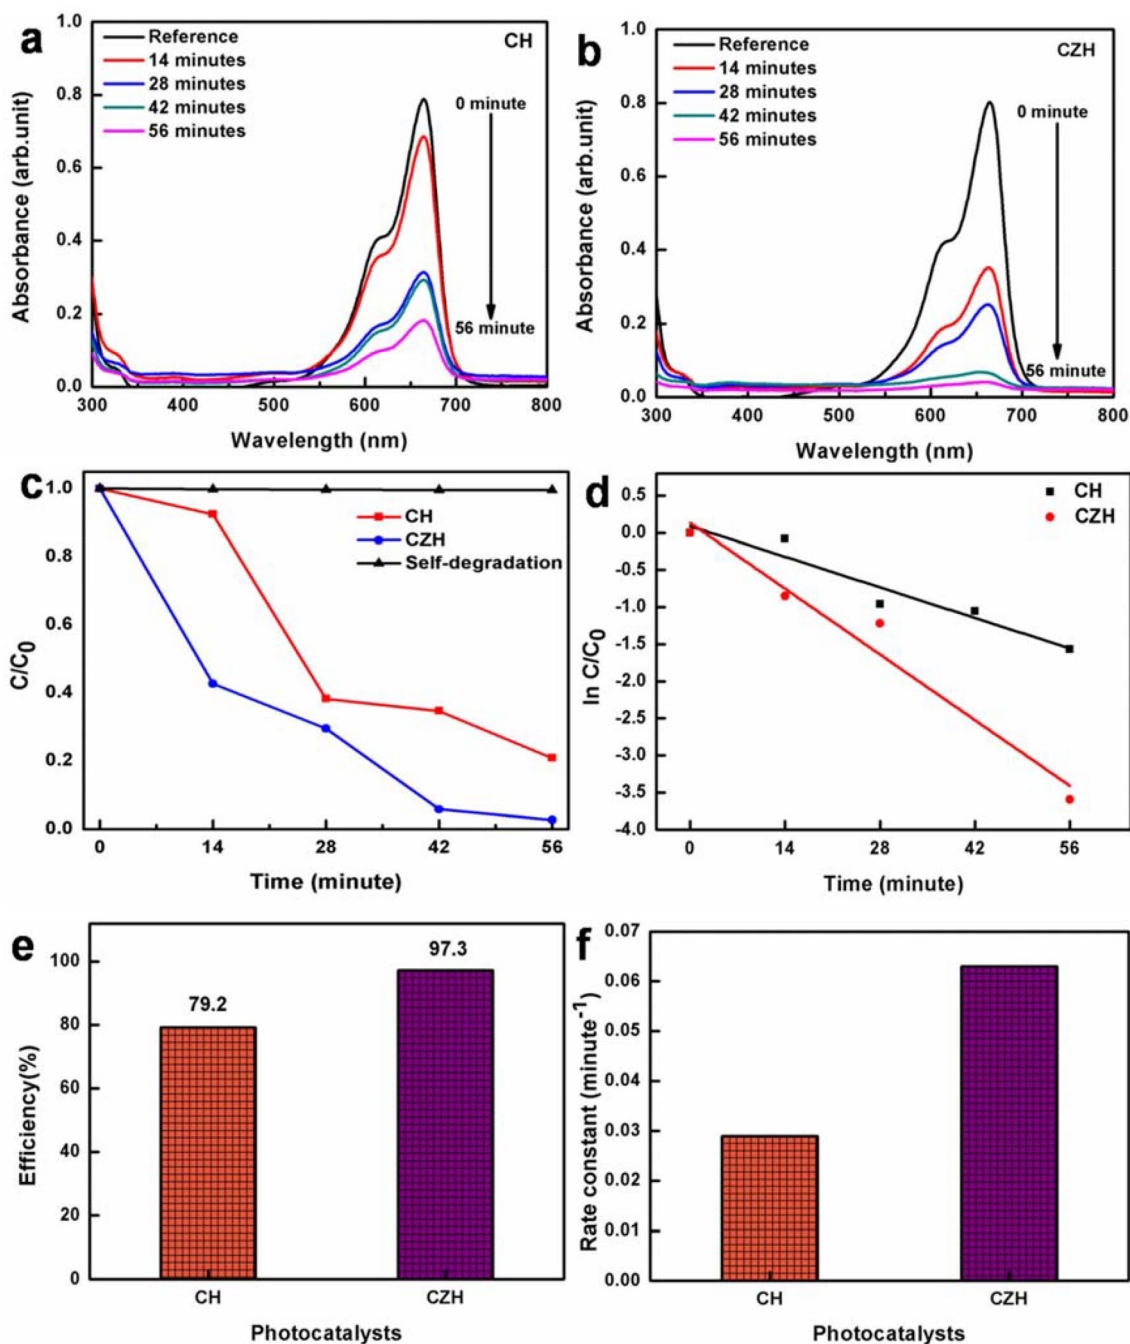 a
CH
Reference
14 minutes
28 minutes
42 minutes
56 minutes
0 minute
56 minute
1.0
0.8
0.6
0.4
0.2
0.0
300 400 500 600 700 800
Absorbance (arb.unit)
Wavelength (nm)
b
CZH
Reference
14 minutes
28 minutes
42 minutes
56 minutes
0 minute
56 minute
1.0
0.8
0.6
0.4
0.2
0.0
300 400 500 600 700 800
Absorbance (arb.unit)
Wavelength (nm)
c
CH
CZH
Self-degradation
1.0
0.8
0.6
0.4
0.2
0.0
0 14 28 42 56
C/C0
Time (minute)
d
CH
CZH
0.5
0.0
-0.5
-1.0
-1.5
-2.0
-2.5
-3.0
-3.5
-4.0
0 14 28 42 56
ln C/C0
Time (minute)
e
79.2
97.3
100
80
60
40
20
0
CH CZH
Efficiency(%)
Photocatalysts
f
0.07
0.06
0.05
0.04
0.03
0.02
0.01
0.00
CH CZH
Rate constant (minute-1)
Photocatalysts